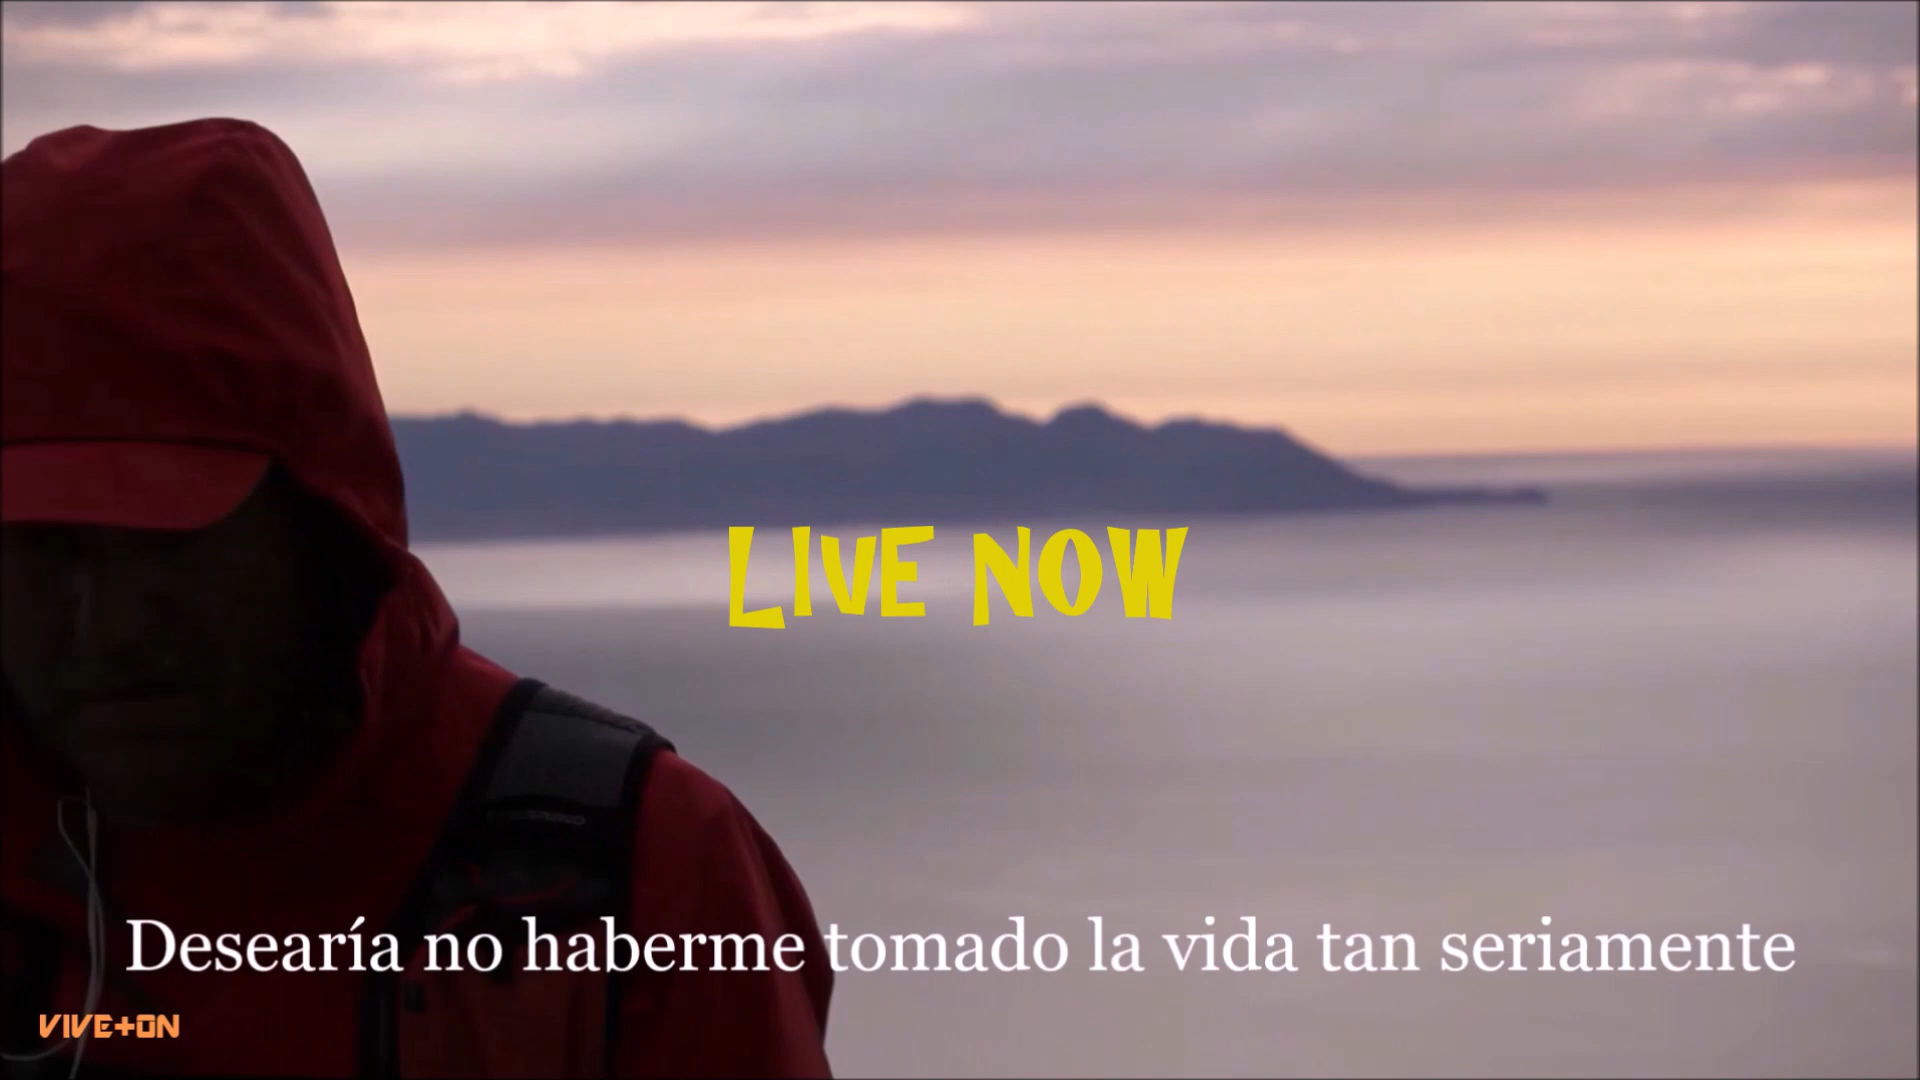 LIVE NOW
Desearía no haberme tomado la vida tan seriamente
VIVE+ON